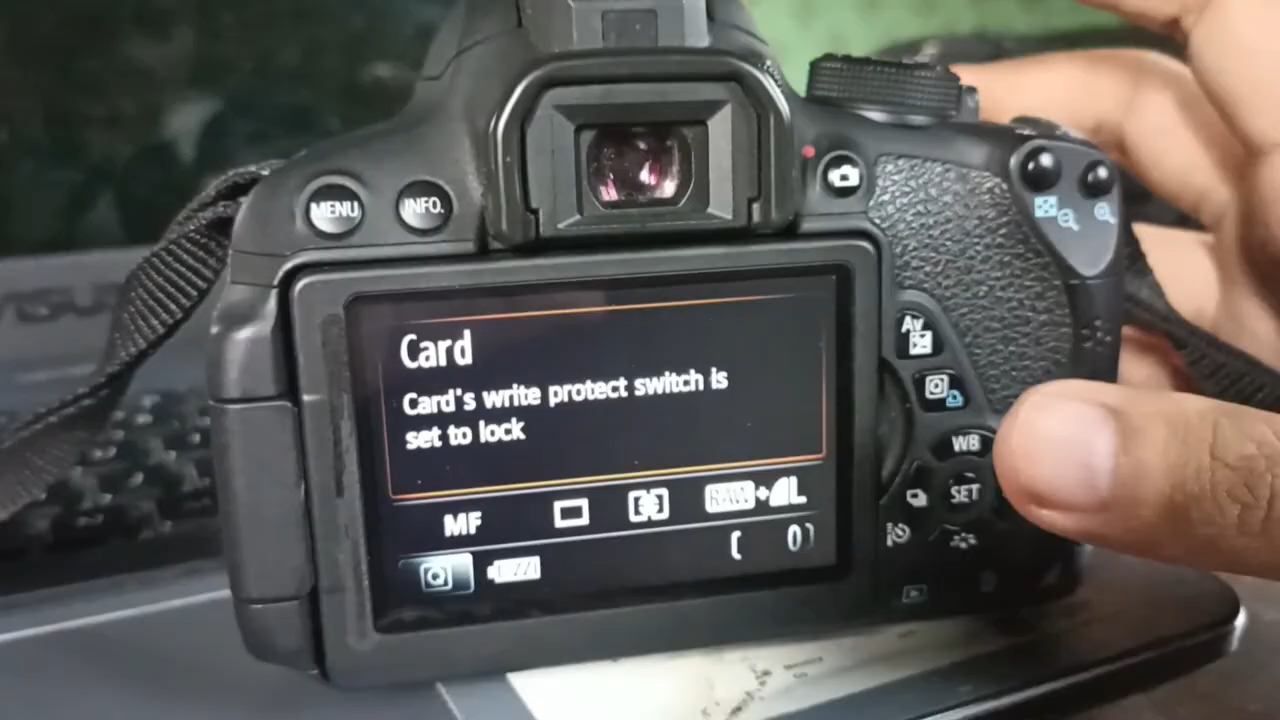 MENU
INFO.
Card
Card's write protect switch is
set to lock
MF
RAW+L
Q
[ 0]
Av
Q
WB
SET